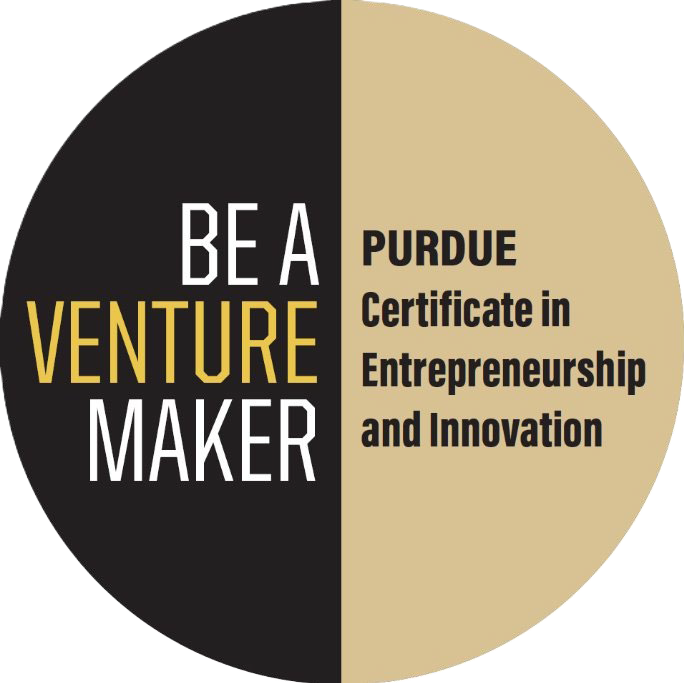 BE A
VENTURE
MAKER
PURDUE
Certificate in
Entrepreneurship
and Innovation